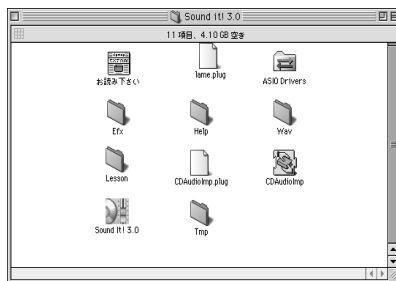 Sound it! 3.0
11 項目、4.10 GB 空き
お読み下さい
lame.plug
ASIO Drivers
Efx
Help
Wav
Lesson
CDAudioImp.plug
CDAudioImp
Sound It! 3.0
Tmp